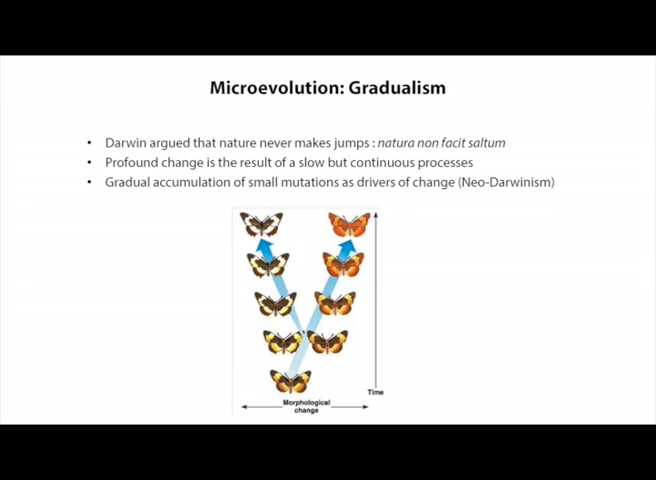 Microevolution: Gradualism
• Darwin argued that nature never makes jumps : natura non facit saltum
• Profound change is the result of a slow but continuous processes
• Gradual accumulation of small mutations as drivers of change (Neo-Darwinism)
Time
Morphological
change